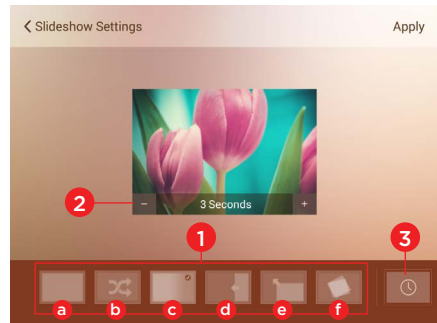 Slideshow Settings
Apply
2
− 3 Seconds +
1
3
a b c d e f